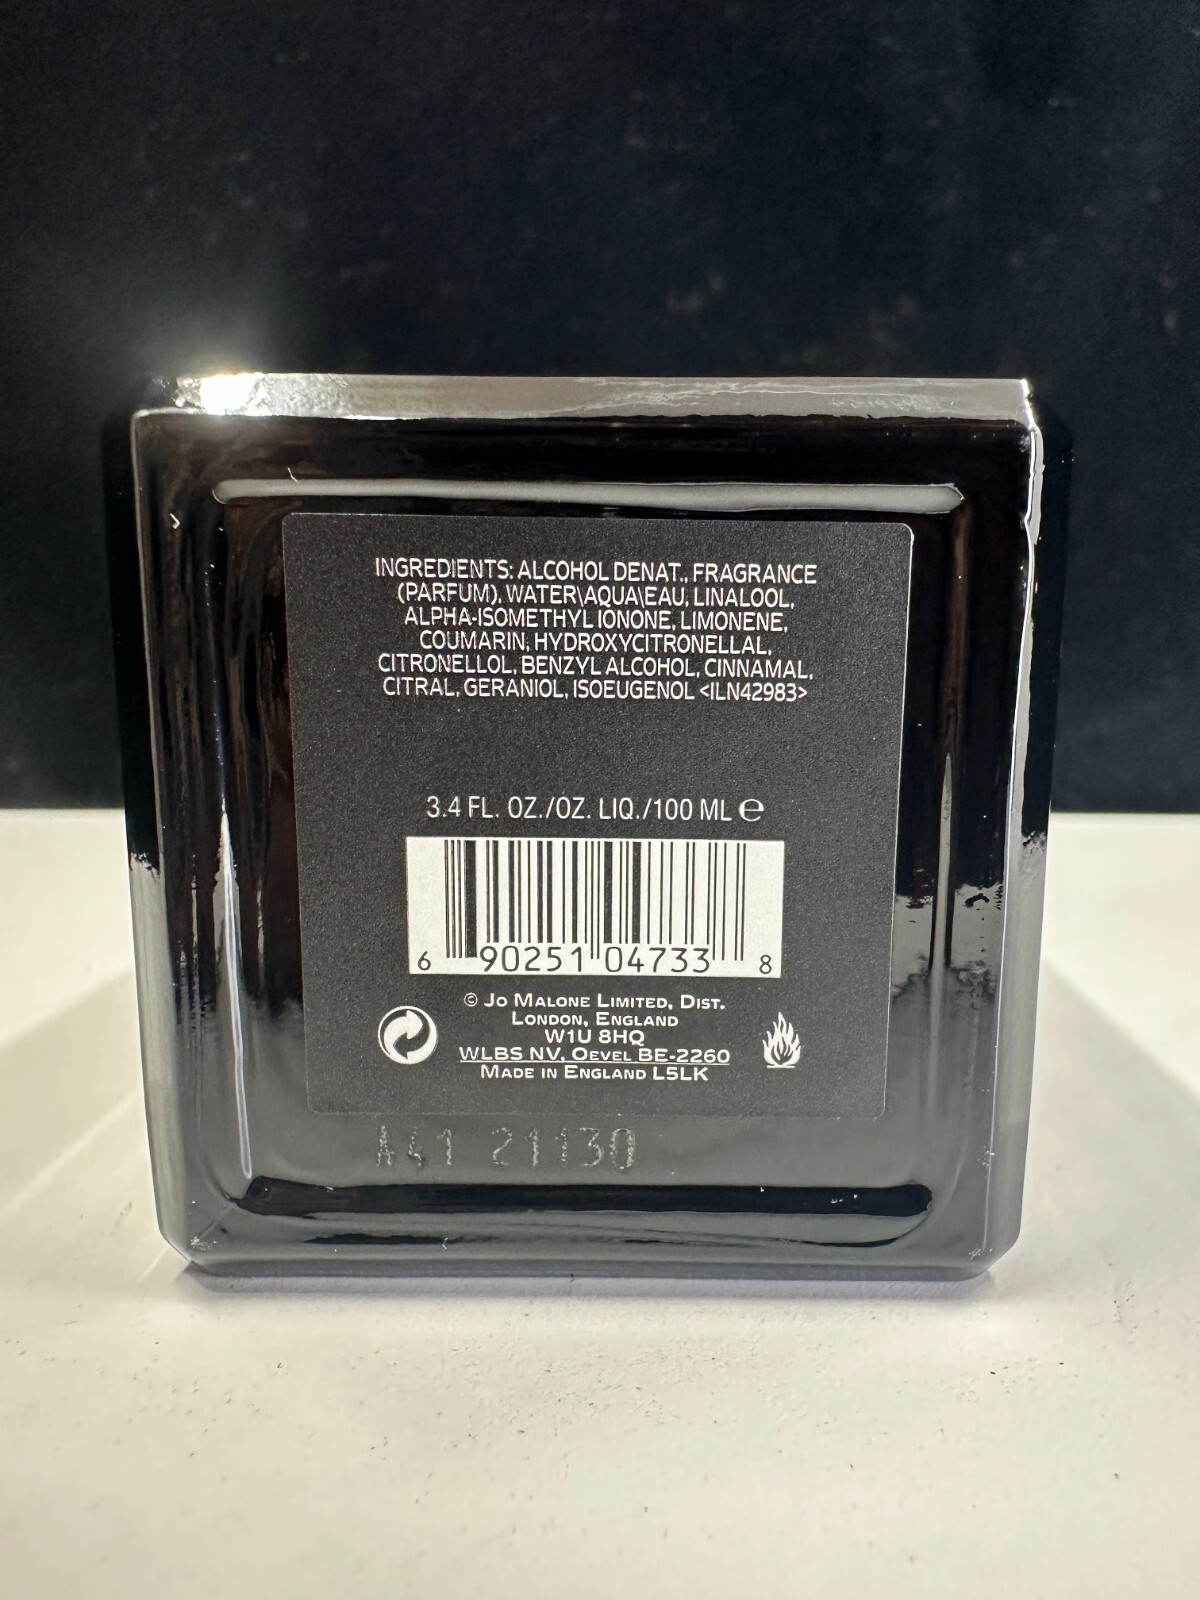 INGREDIENTS: ALCOHOL DENAT., FRAGRANCE
(PARFUM), WATER\AQUA\EAU, LINALOOL,
ALPHA-ISOMETHYL IONONE, LIMONENE,
COUMARIN, HYDROXYCITRONELLAL,
CITRONELLOL, BENZYL ALCOHOL, CINNAMAL,
CITRAL, GERANIOL, ISOEUGENOL <ILN42983>
3.4 FL. OZ./OZ. LIQ./100 ML ℮
6 90251 04733 8
© JO MALONE LIMITED, DIST.
LONDON, ENGLAND
W1U 8HQ
WLBS NV, OEVEL BE-2260
MADE IN ENGLAND L5LK
21130